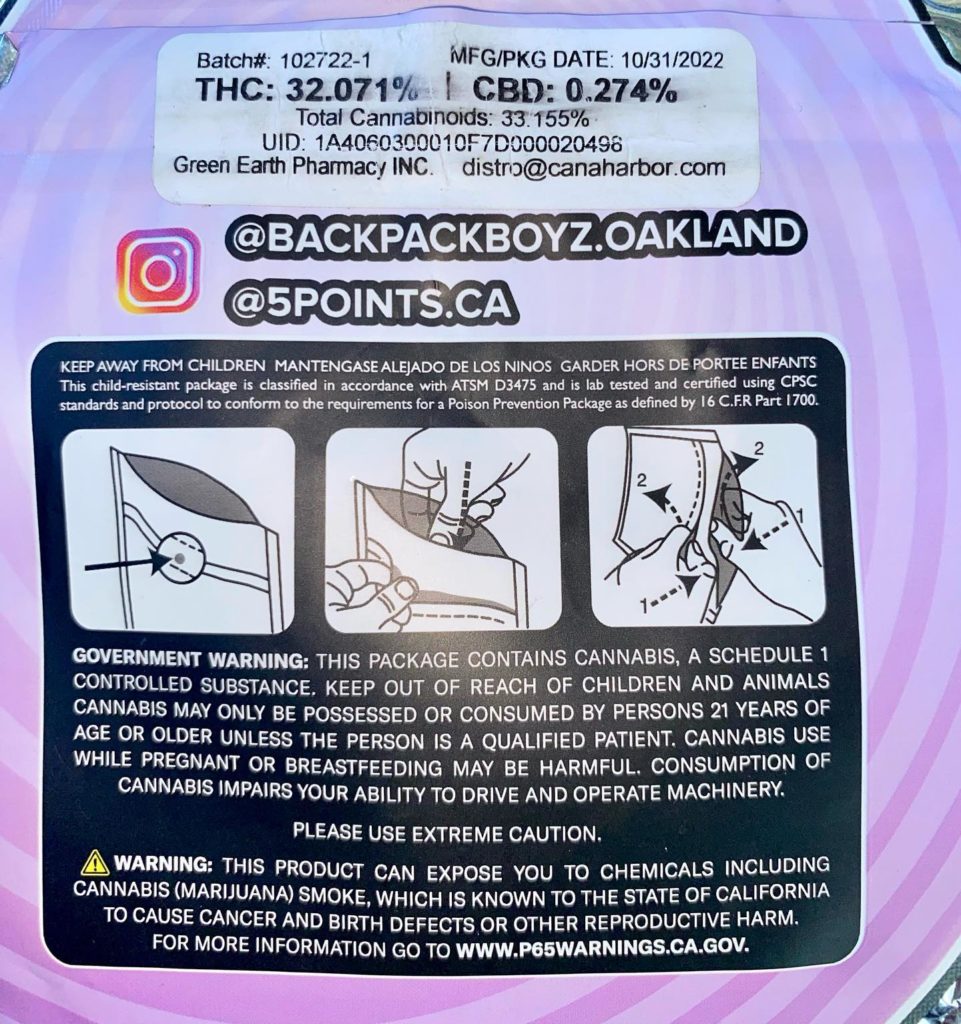 Batch#: 102722-1 MFG/PKG DATE: 10/31/2022
THC: 32.071% | CBD: 0.274%
Total Cannabinoids: 33.155%
UID: 1A4060300010F7D000020498
Green Earth Pharmacy INC. distro@canaharbor.com
@BACKPACKBOYZ.OAKLAND
@5POINTS.CA
KEEP AWAY FROM CHILDREN MANTENGASE ALEJADO DE LOS NINOS GARDER HORS DE PORTEE ENFANTS
This child-resistant package is classified in accordance with ATSM D3475 and is lab tested and certified using CPSC
standards and protocol to conform to the requirements for a Poison Prevention Package as defined by 16 C.F.R Part 1700.
2 2
1
1
GOVERNMENT WARNING: THIS PACKAGE CONTAINS CANNABIS, A SCHEDULE 1
CONTROLLED SUBSTANCE. KEEP OUT OF REACH OF CHILDREN AND ANIMALS
CANNABIS MAY ONLY BE POSSESSED OR CONSUMED BY PERSONS 21 YEARS OF
AGE OR OLDER UNLESS THE PERSON IS A QUALIFIED PATIENT. CANNABIS USE
WHILE PREGNANT OR BREASTFEEDING MAY BE HARMFUL. CONSUMPTION OF
CANNABIS IMPAIRS YOUR ABILITY TO DRIVE AND OPERATE MACHINERY.
PLEASE USE EXTREME CAUTION.
WARNING: THIS PRODUCT CAN EXPOSE YOU TO CHEMICALS INCLUDING
CANNABIS (MARIJUANA) SMOKE, WHICH IS KNOWN TO THE STATE OF CALIFORNIA
TO CAUSE CANCER AND BIRTH DEFECTS OR OTHER REPRODUCTIVE HARM.
FOR MORE INFORMATION GO TO WWW.P65WARNINGS.CA.GOV.